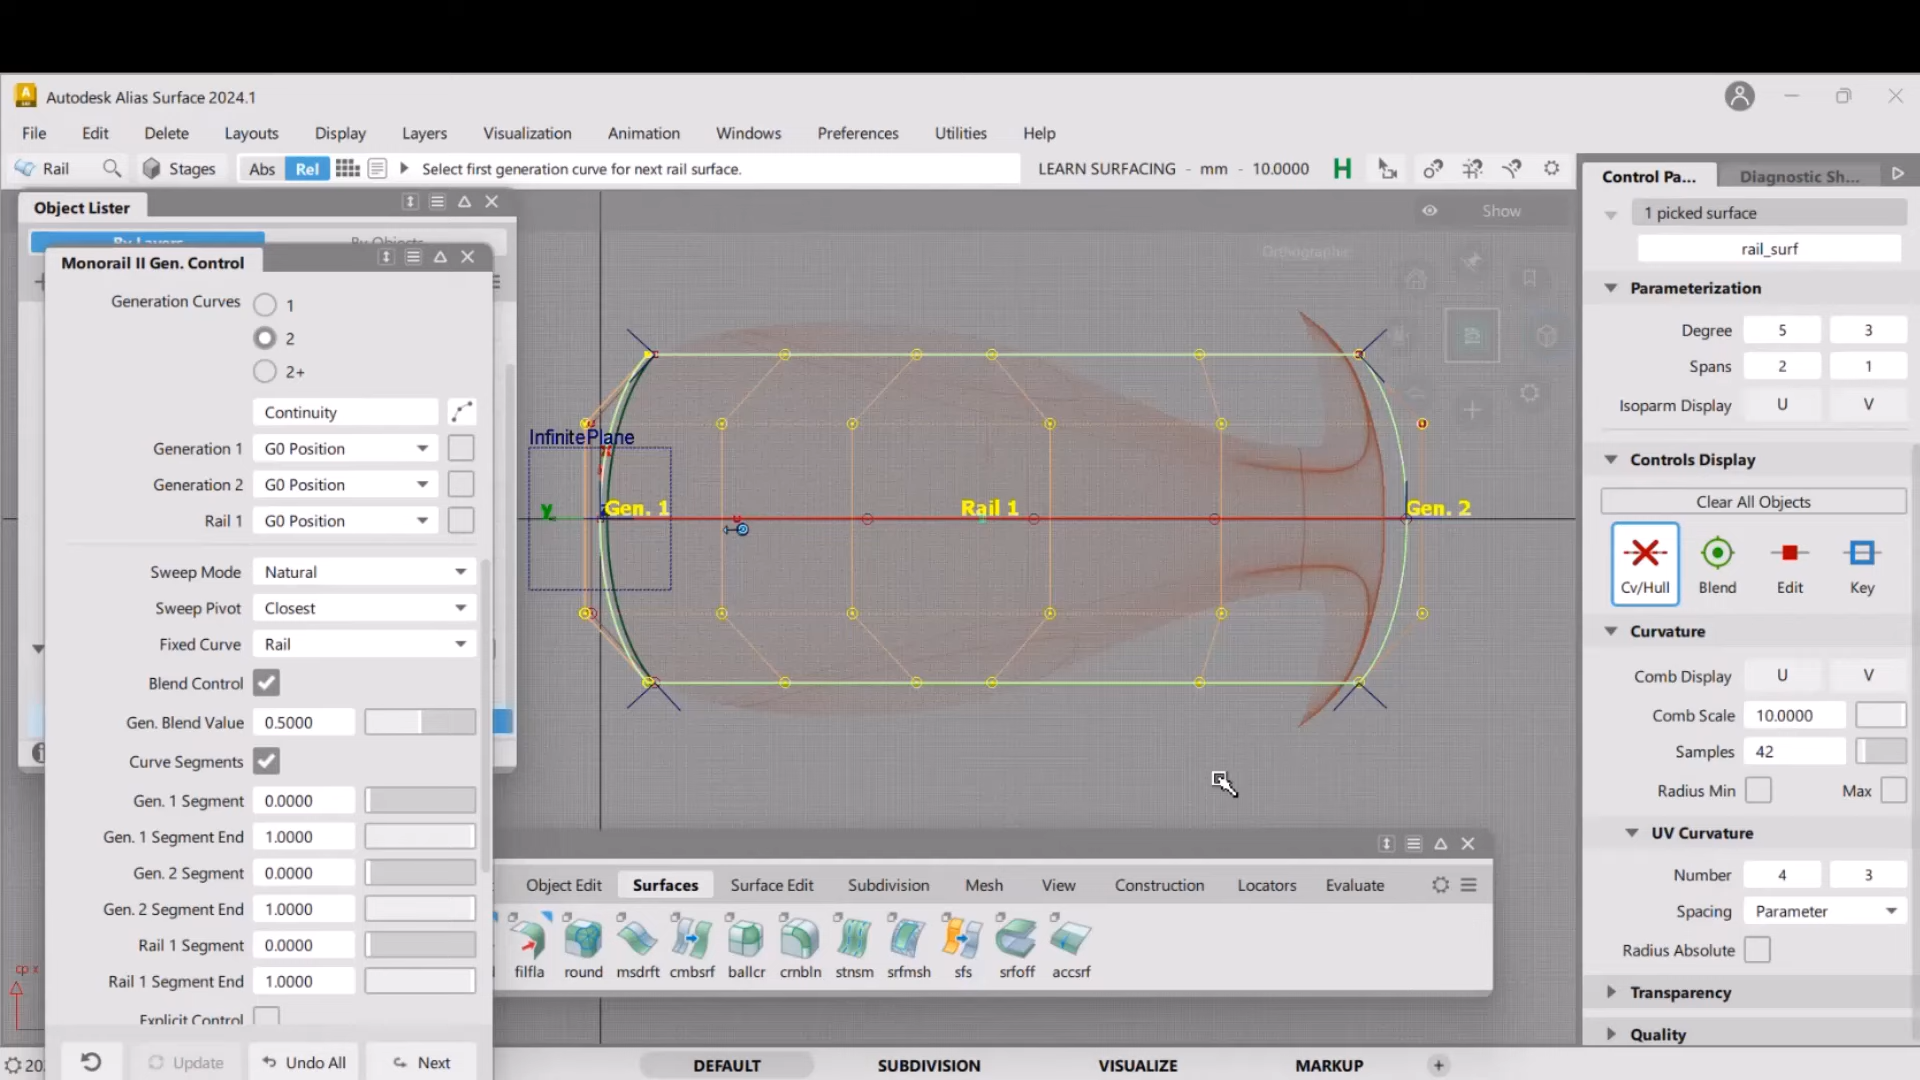 Autodesk Alias Surface 2024.1
File Edit Delete Layouts Display Layers Visualization Animation Windows Preferences Utilities Help
Rail Stages Abs Rel Select first generation curve for next rail surface. LEARN SURFACING - mm - 10.0000 H
Object Lister
By Layers By Objects
Monorail II Gen. Control
Generation Curves 1
2
2+
Continuity
Generation 1 G0 Position
Generation 2 G0 Position
Rail 1 G0 Position
Sweep Mode Natural
Sweep Pivot Closest
Fixed Curve Rail
Blend Control
Gen. Blend Value 0.5000
Curve Segments
Gen. 1 Segment 0.0000
Gen. 1 Segment End 1.0000
Gen. 2 Segment 0.0000
Gen. 2 Segment End 1.0000
Rail 1 Segment 0.0000
Rail 1 Segment End 1.0000
Explicit Control
Update Undo All Next
Show
Orthographic
InfinitePlane
y
Gen. 1 Rail 1 Gen. 2
cp x
Object Edit Surfaces Surface Edit Subdivision Mesh View Construction Locators Evaluate
filfla round msdrft cmbsrf ballcr crnbln stnsm srfmsh sfs srfoff accsrf
DEFAULT SUBDIVISION VISUALIZE MARKUP
Control Pa... Diagnostic Sh...
1 picked surface
rail_surf
Parameterization
Degree 5 3
Spans 2 1
Isoparm Display U V
Controls Display
Clear All Objects
Cv/Hull Blend Edit Key
Curvature
Comb Display U V
Comb Scale 10.0000
Samples 42
Radius Min Max
UV Curvature
Number 4 3
Spacing Parameter
Radius Absolute
Transparency
Quality